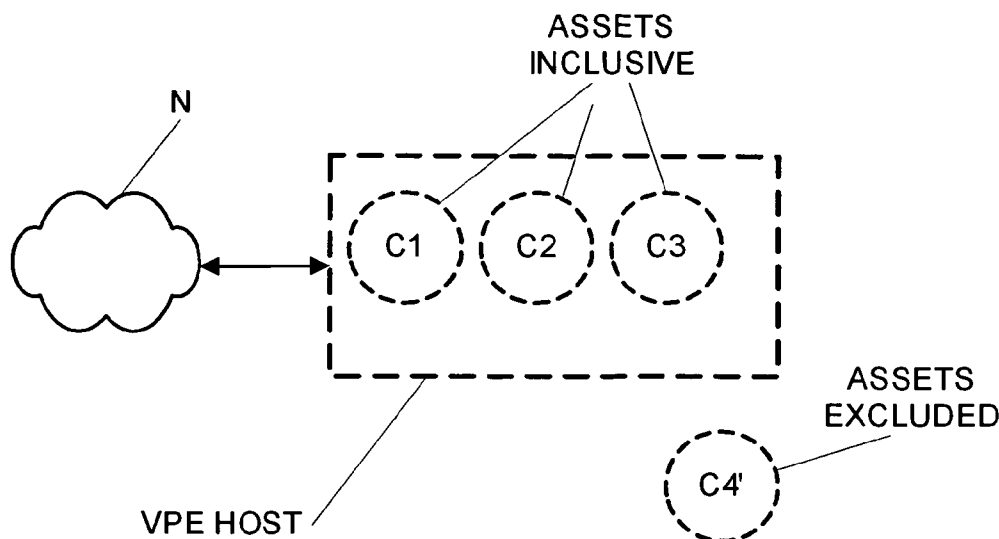 ASSETS
INCLUSIVE
N
C1
C2
C3
ASSETS
EXCLUDED
C4'
VPE HOST